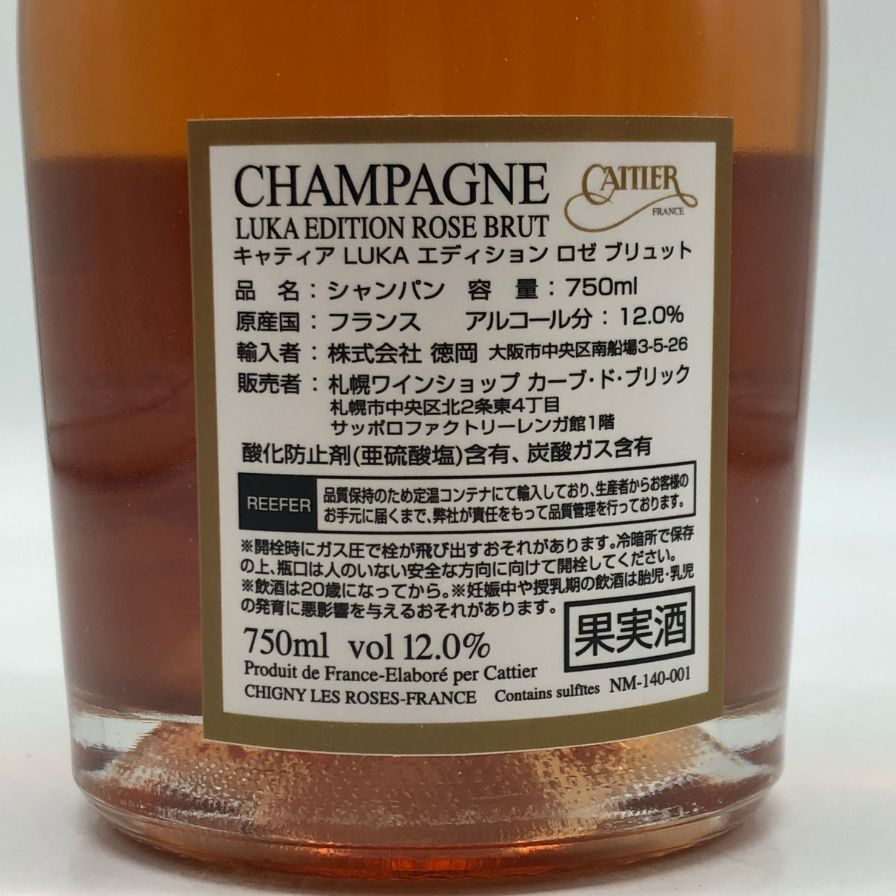 CHAMPAGNE
CATTIER
FRANCE
LUKA EDITION ROSE BRUT
キャティア LUKA エディション ロゼ ブリュット
品 名：シャンパン 容 量：750ml
原産国：フランス アルコール分：12.0%
輸入者：株式会社 徳岡 大阪市中央区南船場3-5-26
販売者：札幌ワインショップ カーブ・ド・ブリック
札幌市中央区北2条東4丁目
サッポロファクトリーレンガ館1階
酸化防止剤(亜硫酸塩)含有、炭酸ガス含有
REEFER
品質保持のため定温コンテナにて輸入しており、生産者からお客様の
お手元に届くまで、弊社が責任をもって品質管理を行っております。
※開栓時にガス圧で栓が飛び出すおそれがあります。冷暗所で保存
の上、瓶口は人のいない安全な方向に向けて開栓してください。
※飲酒は20歳になってから。※妊娠中や授乳期の飲酒は胎児・乳児
の発育に悪影響を与えるおそれがあります。
果実酒
750ml vol 12.0%
Produit de France-Elaboré per Cattier
CHIGNY LES ROSES-FRANCE Contains sulfites NM-140-001